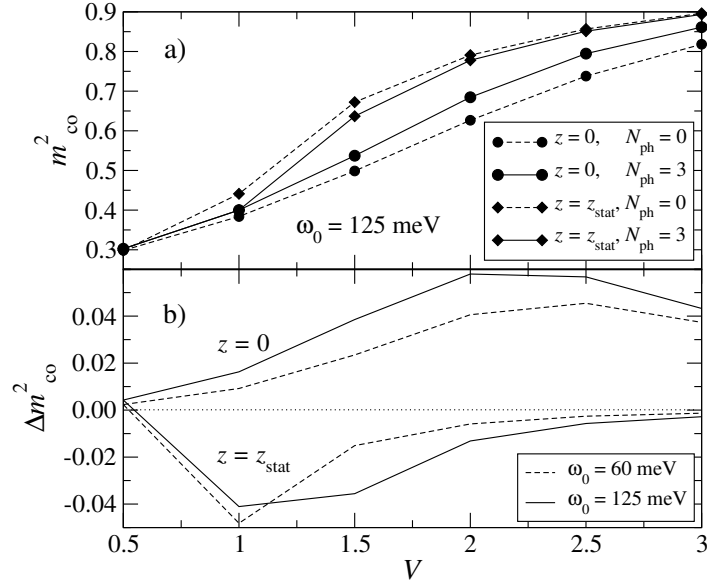 0.9
a)
0.8
0.7
0.6
m²co
0.5
z = 0, Nph = 0
z = 0, Nph = 3
z = zstat, Nph = 0
z = zstat, Nph = 3
0.4
ω0 = 125 meV
0.3
b)
0.04
z = 0
0.02
Δm²co
0.00
-0.02
z = zstat
ω0 = 60 meV
ω0 = 125 meV
-0.04
0.5 1 1.5 2 2.5 3
V